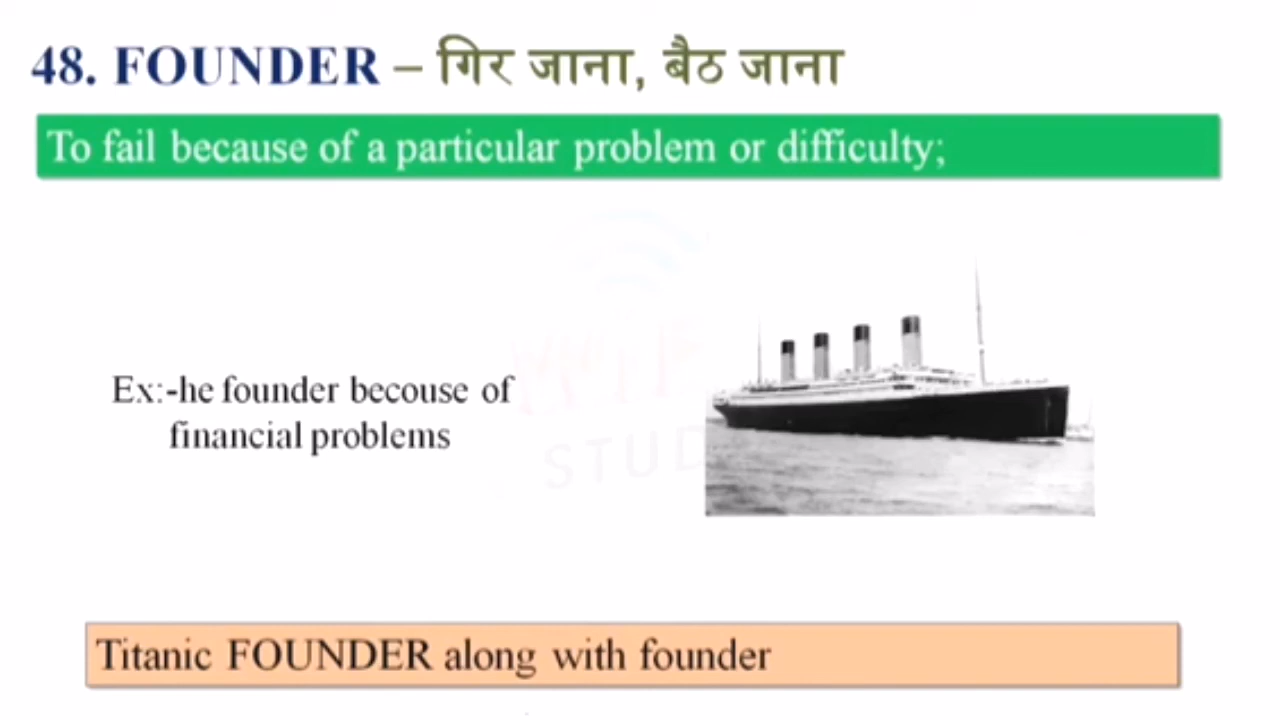 48. FOUNDER – गिर जाना, बैठ जाना
To fail because of a particular problem or difficulty;
Ex:-he founder becouse of
financial problems
STUD
Titanic FOUNDER along with founder